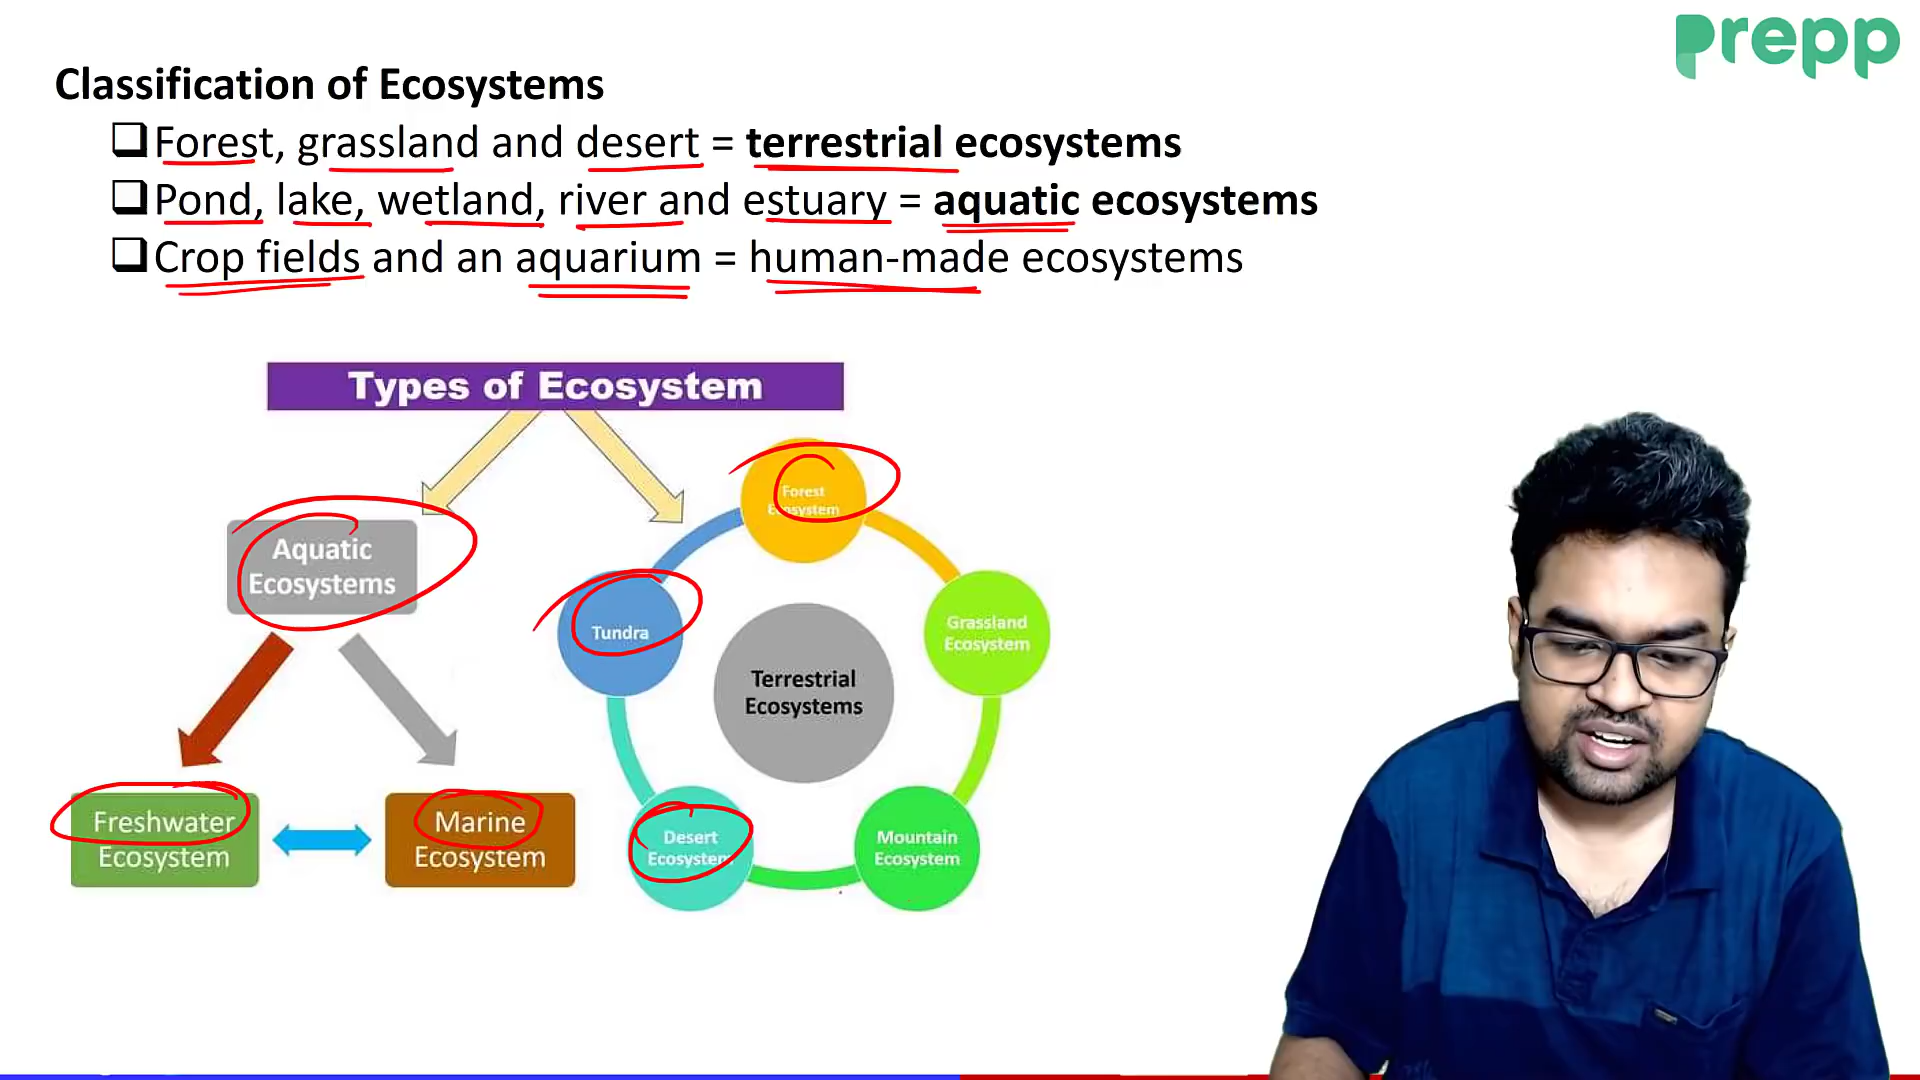 prepp
Classification of Ecosystems
Forest, grassland and desert = terrestrial ecosystems
Pond, lake, wetland, river and estuary = aquatic ecosystems
Crop fields and an aquarium = human-made ecosystems
Types of Ecosystem
Aquatic
Ecosystems
Freshwater
Ecosystem
Marine
Ecosystem
Forest
Ecosystem
Tundra
Grassland
Ecosystem
Terrestrial
Ecosystems
Desert
Ecosystem
Mountain
Ecosystem